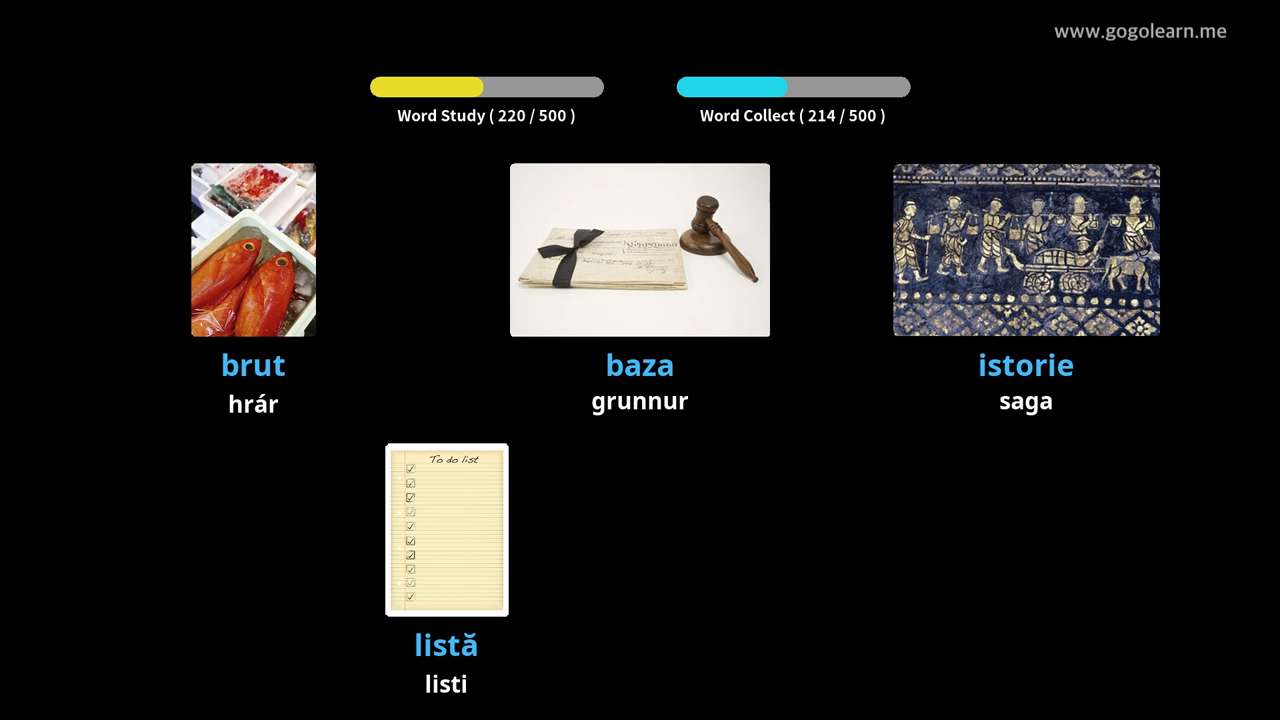 www.gogolearn.me
Word Study ( 220 / 500 )
Word Collect ( 214 / 500 )
brut
hrár
baza
grunnur
istorie
saga
To do list
listă
listi